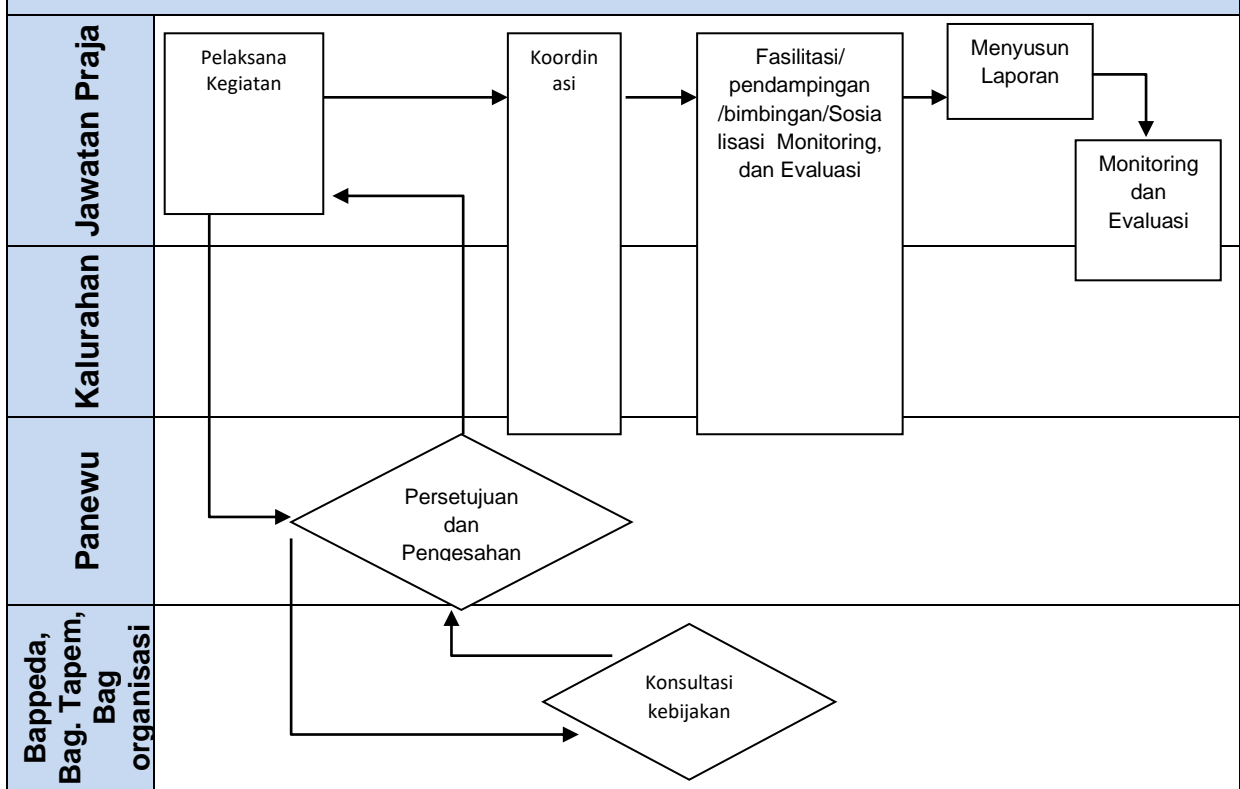 Jawatan Praja
Pelaksana
Kegiatan
Koordin
asi
Fasilitasi/
pendampingan
/bimbingan/Sosia
lisasi Monitoring,
dan Evaluasi
Menyusun
Laporan
Monitoring
dan
Evaluasi
Kalurahan
Panewu
Persetujuan
dan
Pengesahan
Bappeda,
Bag. Tapem,
Bag
organisasi
Konsultasi
kebijakan